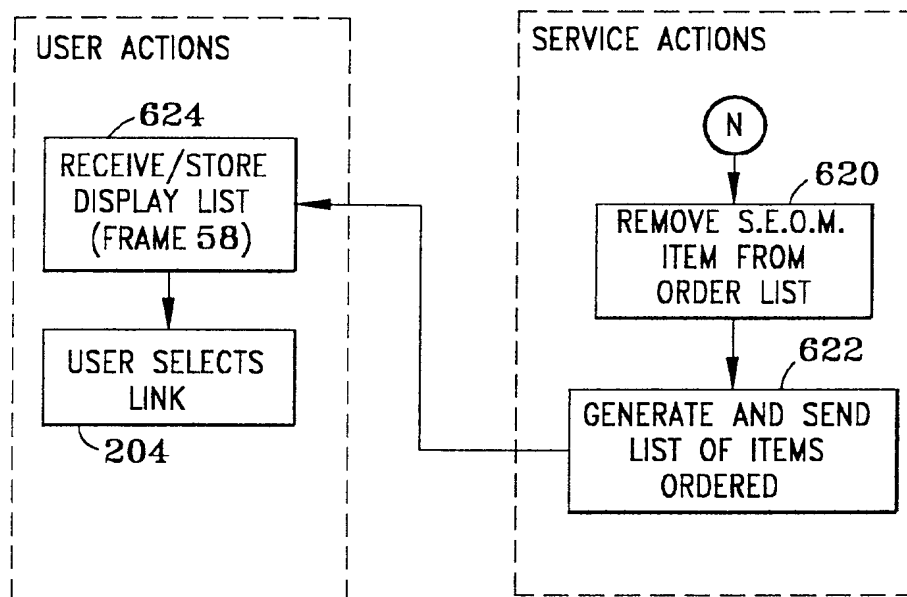 USER ACTIONS
624
RECEIVE/STORE
DISPLAY LIST
(FRAME 58)
USER SELECTS
LINK
204
SERVICE ACTIONS
N
620
REMOVE S.E.O.M.
ITEM FROM
ORDER LIST
622
GENERATE AND SEND
LIST OF ITEMS
ORDERED